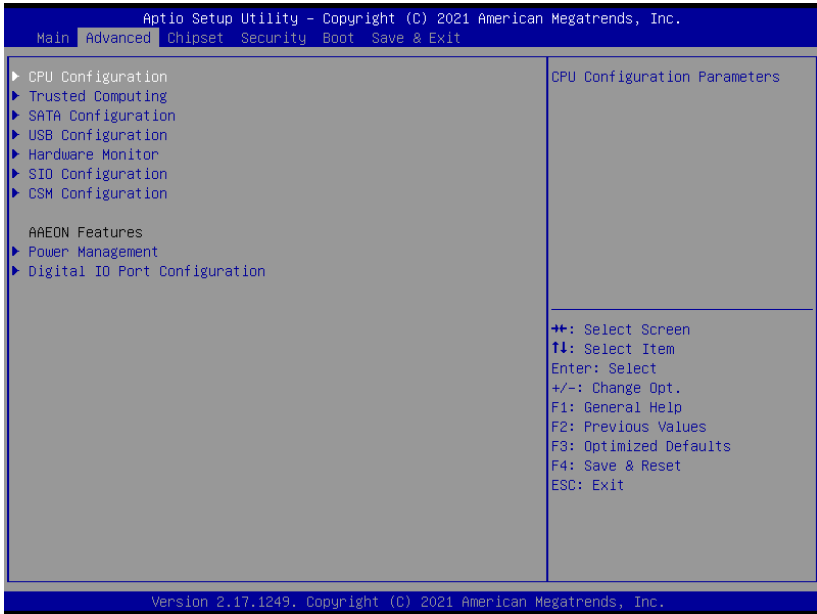 Aptio Setup Utility – Copyright (C) 2021 American Megatrends, Inc.
Main Advanced Chipset Security Boot Save & Exit
CPU Configuration
Trusted Computing
SATA Configuration
USB Configuration
Hardware Monitor
SIO Configuration
CSM Configuration
AAEON Features
Power Management
Digital IO Port Configuration
CPU Configuration Parameters
→←: Select Screen
↑↓: Select Item
Enter: Select
+/-: Change Opt.
F1: General Help
F2: Previous Values
F3: Optimized Defaults
F4: Save & Reset
ESC: Exit
Version 2.17.1249. Copyright (C) 2021 American Megatrends, Inc.